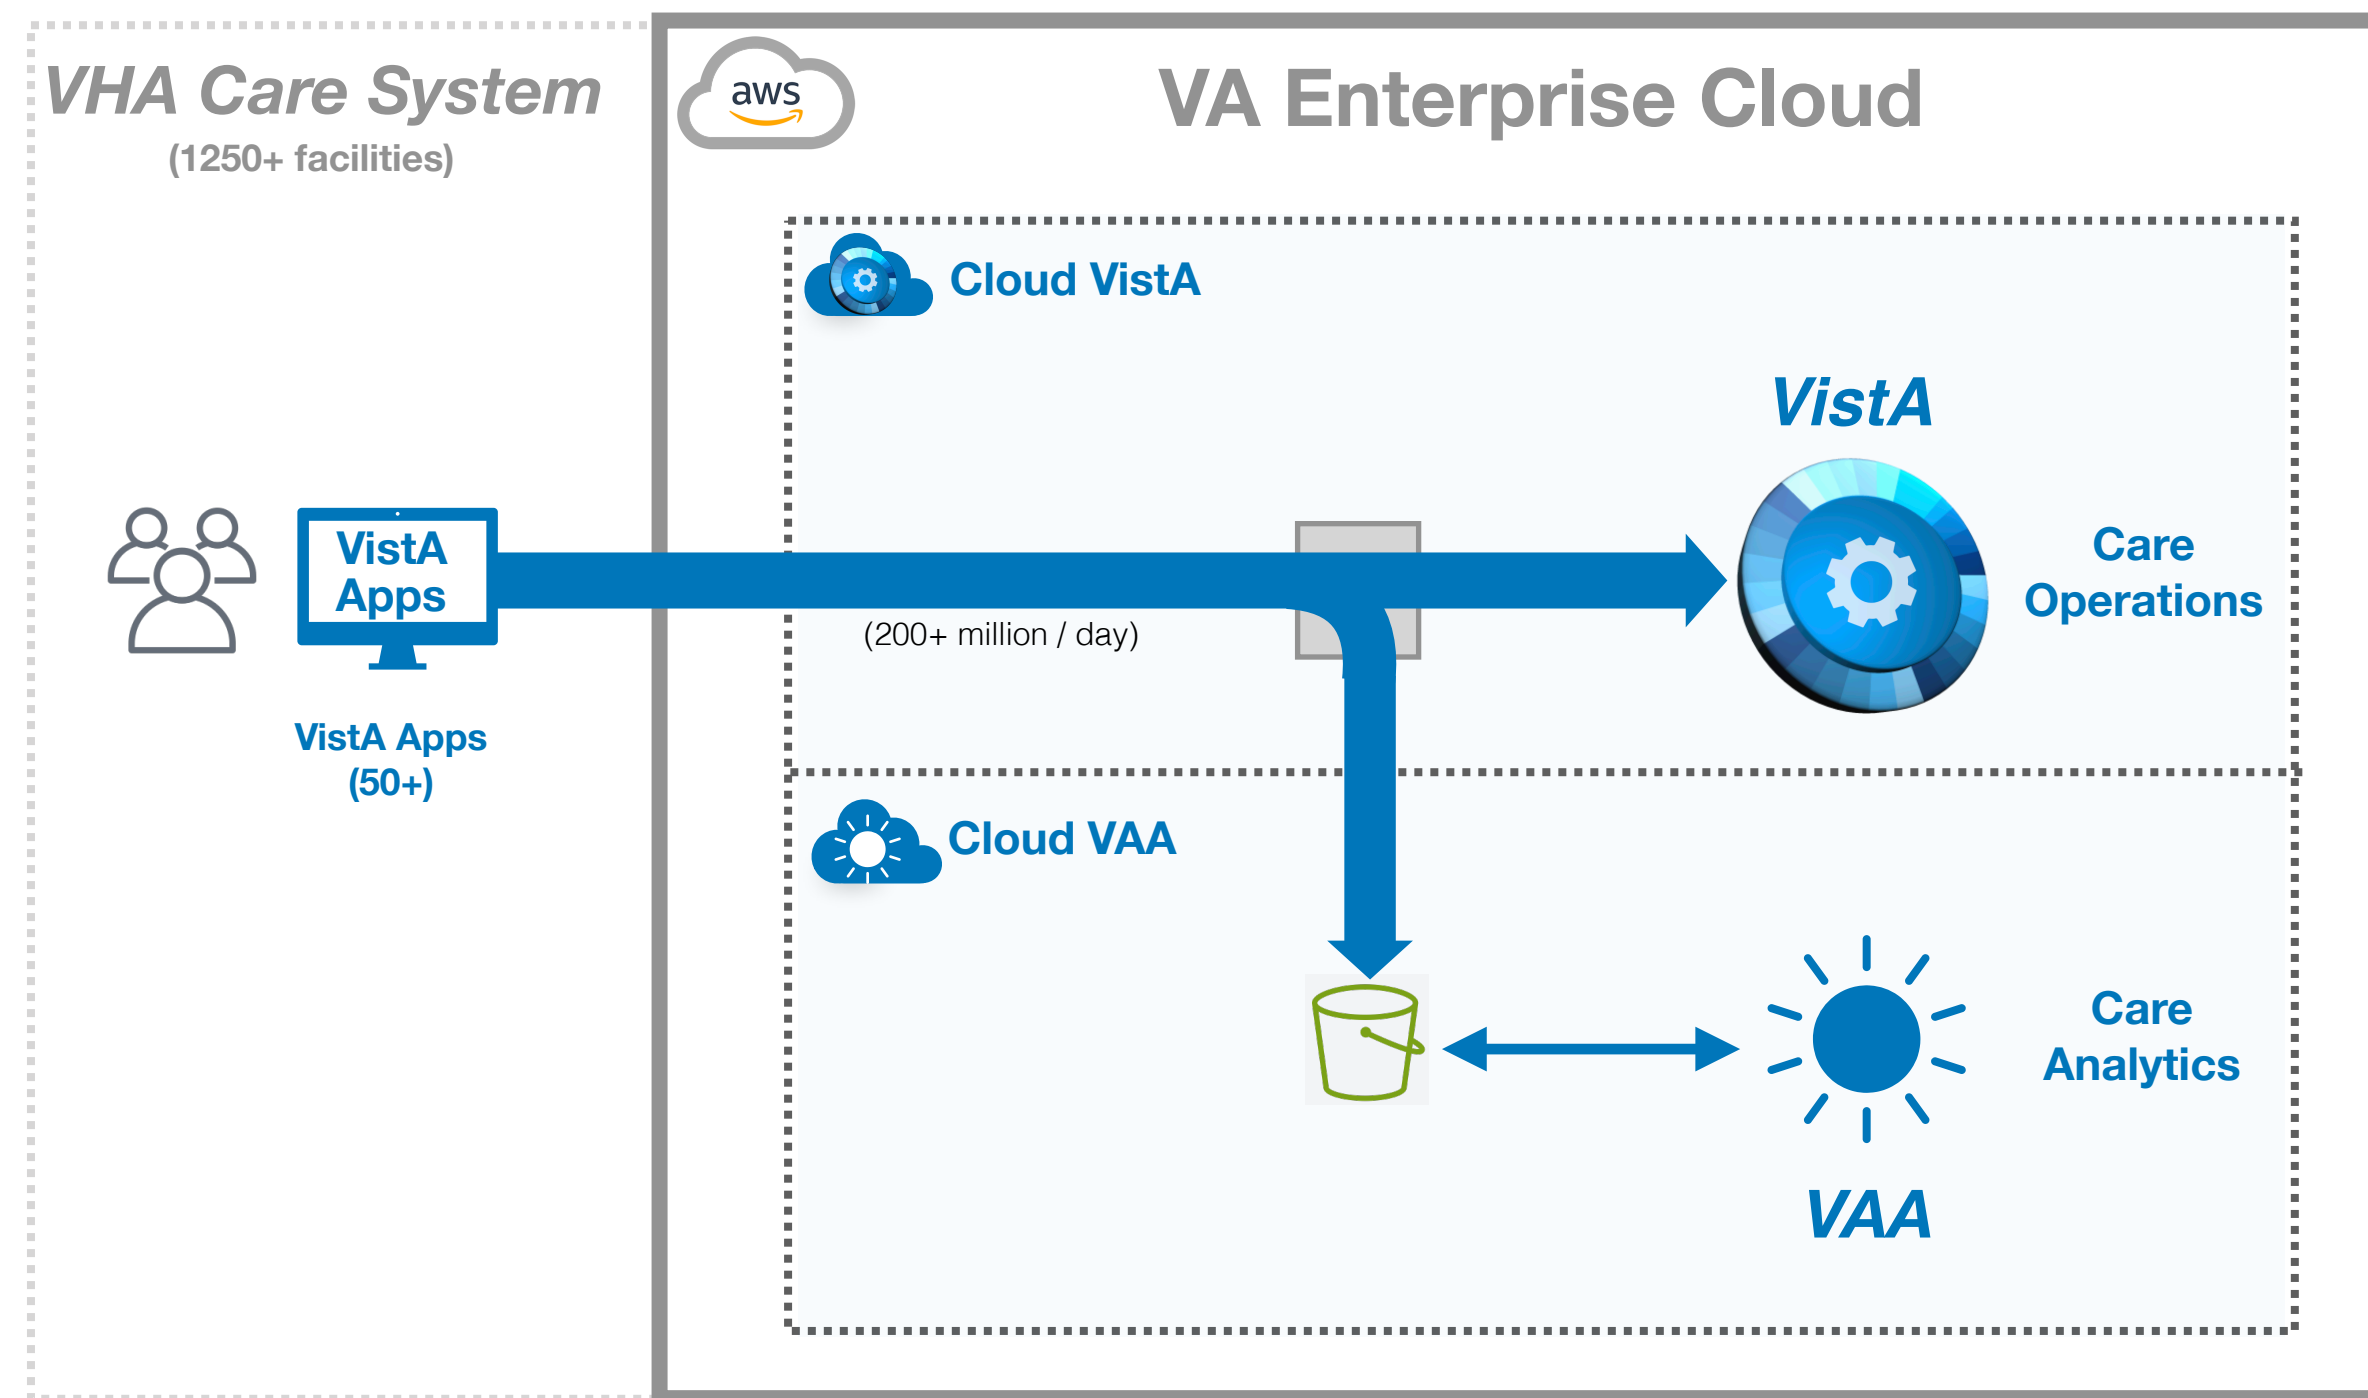 VHA Care System
(1250+ facilities)
aws
VA Enterprise Cloud
Cloud VistA
VistA
VistA
Apps
Care
Operations
(200+ million / day)
VistA Apps
(50+)
Cloud VAA
Care
Analytics
VAA